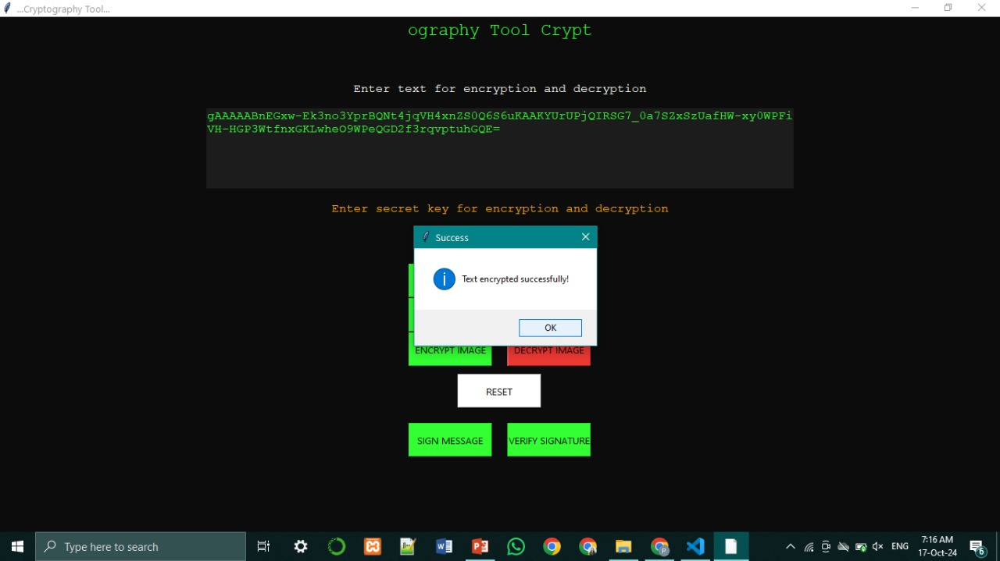 ...Cryptography Tool...
ography Tool Crypt
Enter text for encryption and decryption
gAAAAABnEGxw-Ek3no3YprBQNt4jqVH4xnZS0Q6S6uKAAKYUrUPjQIRSG7_0a7SZxSzUafHW-xy0WPFi
VH-HGP3WtfnxGKLwheO9WPeQGD2f3rqvptuhGQE=
Enter secret key for encryption and decryption
Success
Text encrypted successfully!
OK
ENCRYPT IMAGE
DECRYPT IMAGE
RESET
SIGN MESSAGE
VERIFY SIGNATURE
Type here to search
ENG
7:16 AM
17-Oct-24
6